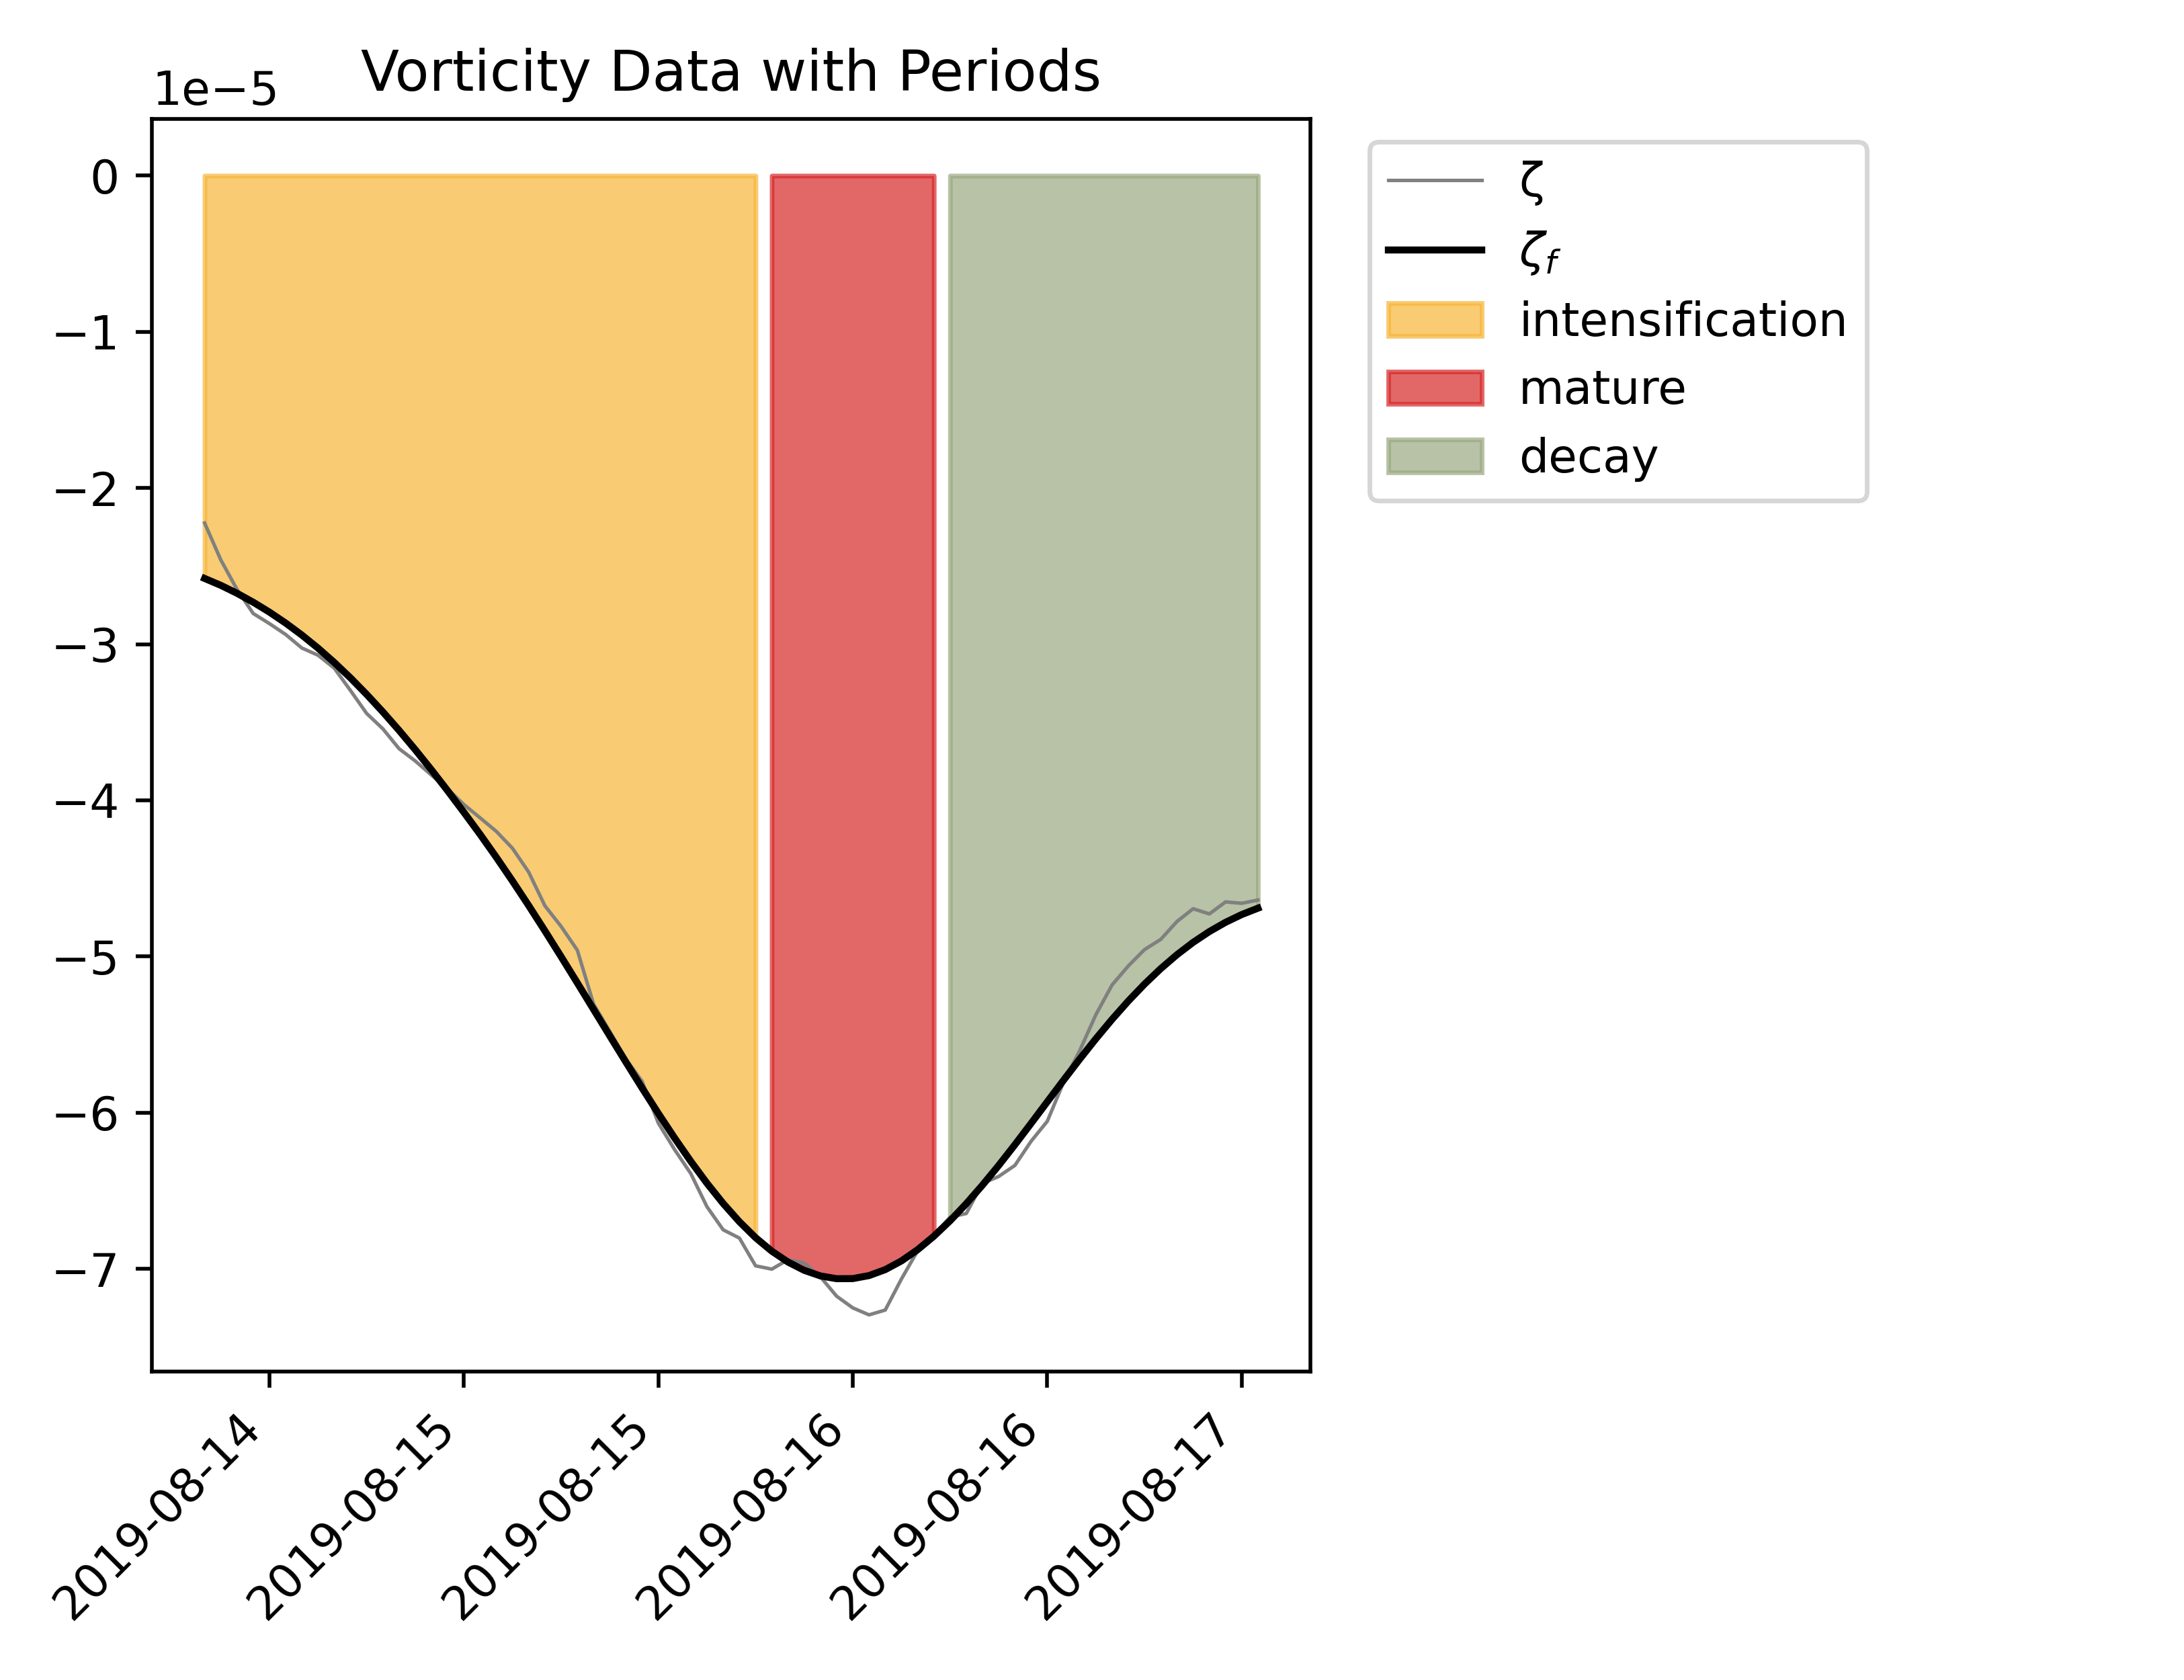 Vorticity Data with Periods
1e−5
0
−1
−2
−3
−4
−5
−6
−7
2019-08-14
2019-08-15
2019-08-15
2019-08-16
2019-08-16
2019-08-17
ζ
ζf
intensification
mature
decay